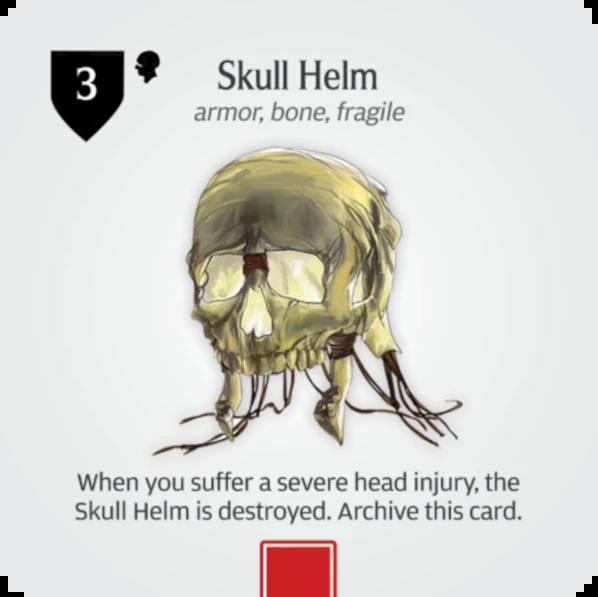 3
Skull Helm
armor, bone, fragile
When you suffer a severe head injury, the
Skull Helm is destroyed. Archive this card.